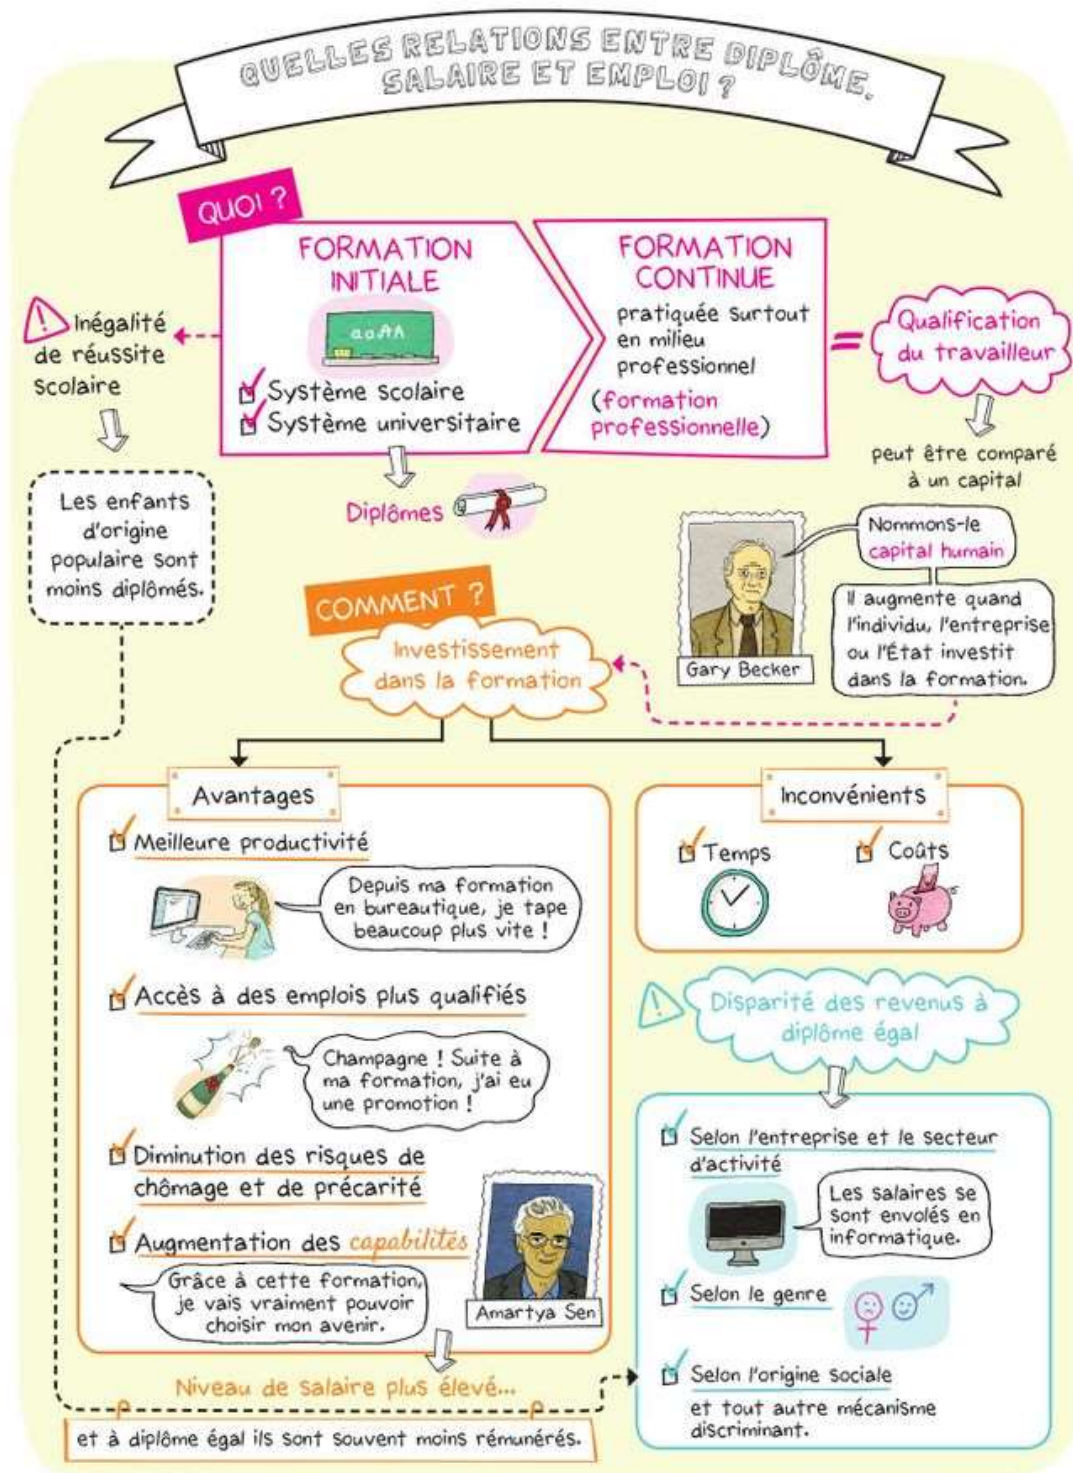 QUELLES RELATIONS ENTRE DIPLÔME,
SALAIRE ET EMPLOI ?
QUOI ?
FORMATION
INITIALE
aaAA
Système scolaire
Système universitaire
FORMATION
CONTINUE
pratiquée surtout
en milieu
professionnel
(formation
professionnelle)
=
Qualification
du travailleur
peut être comparé
à un capital
! Inégalité
de réussite
scolaire
Les enfants
d'origine
populaire sont
moins diplômés.
Diplômes
Nommons-le
capital humain
Il augmente quand
l'individu, l'entreprise
ou l'État investit
dans la formation.
Gary Becker
COMMENT ?
Investissement
dans la formation
Avantages
Meilleure productivité
Depuis ma formation
en bureautique, je tape
beaucoup plus vite !
Accès à des emplois plus qualifiés
Champagne ! Suite à
ma formation, j'ai eu
une promotion !
Diminution des risques de
chômage et de précarité
Augmentation des capabilités
Grâce à cette formation,
je vais vraiment pouvoir
choisir mon avenir.
Amartya Sen
Niveau de salaire plus élevé...
et à diplôme égal ils sont souvent moins rémunérés.
Inconvénients
Temps
Coûts
! Disparité des revenus à
diplôme égal
Selon l'entreprise et le secteur
d'activité
Les salaires se
sont envolés en
informatique.
Selon le genre
Selon l'origine sociale
et tout autre mécanisme
discriminant.